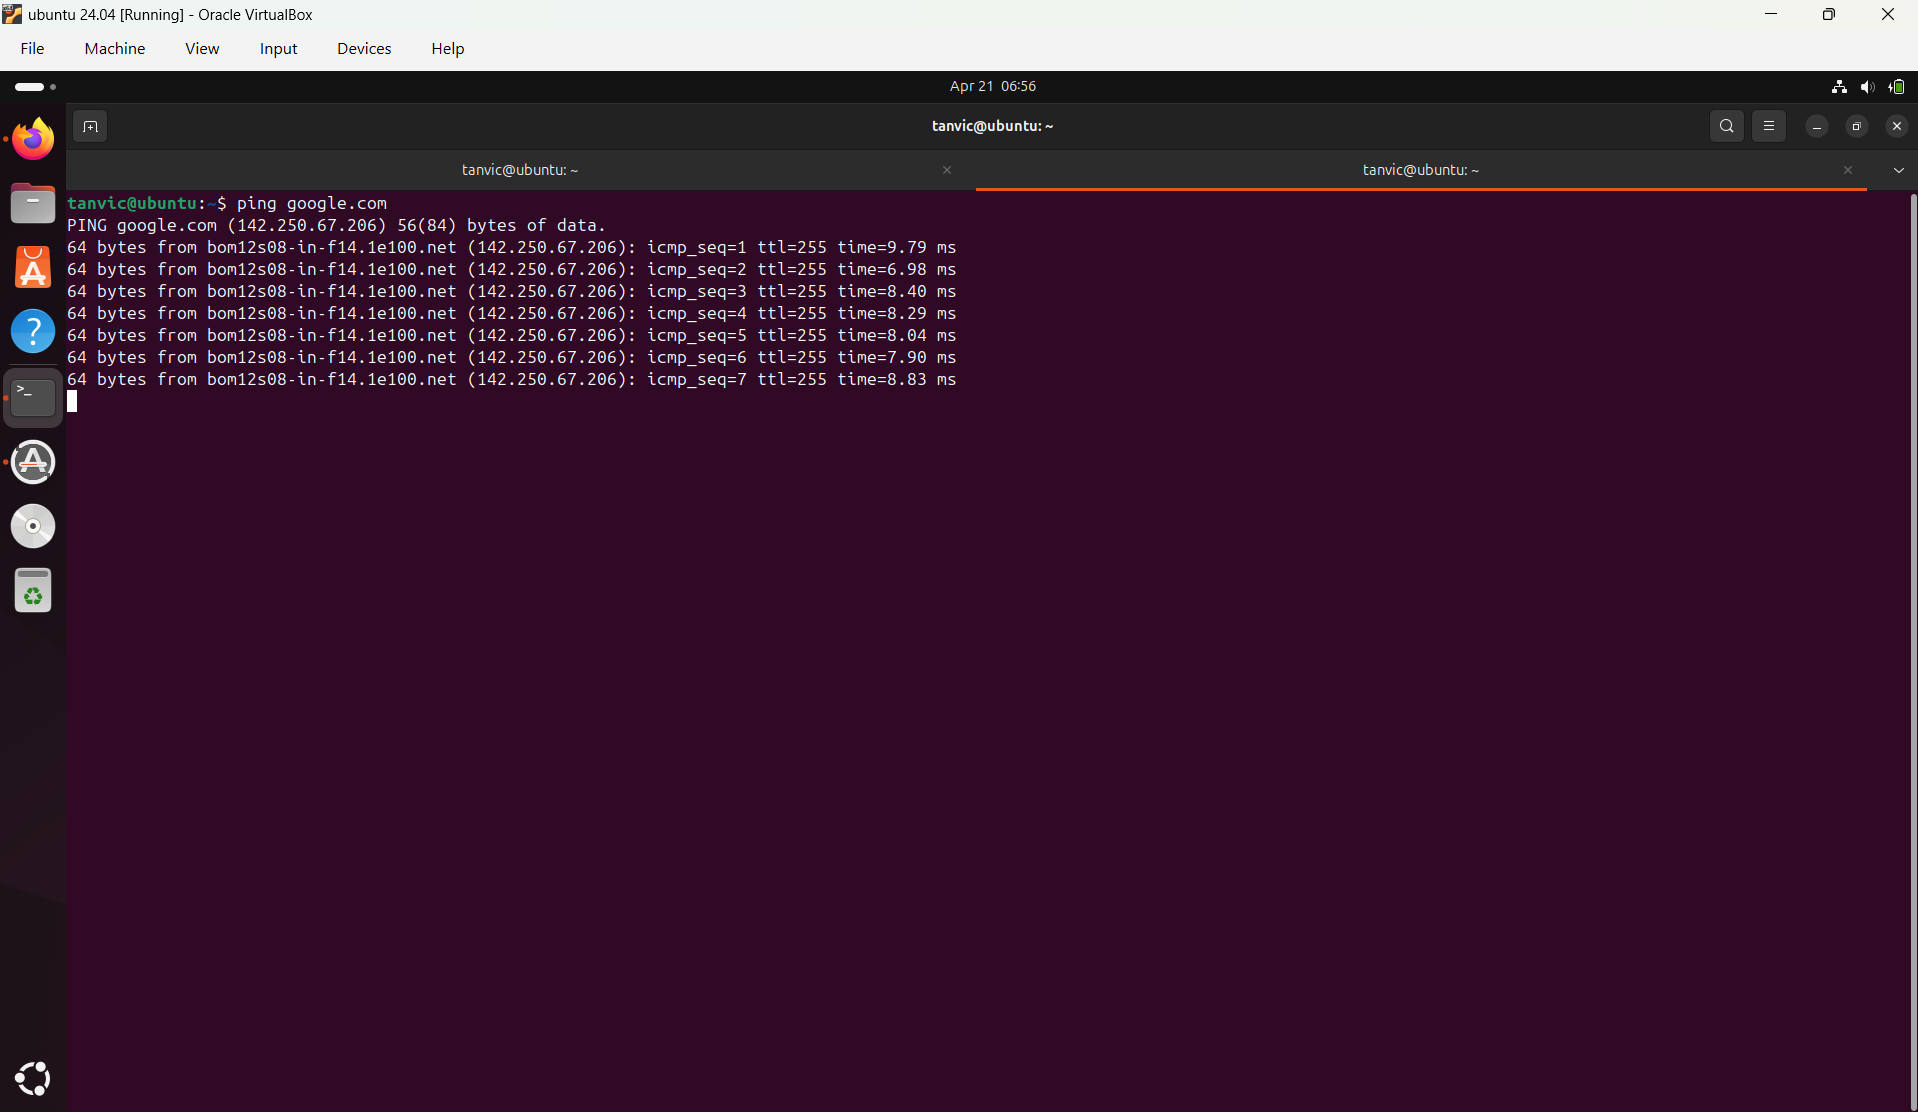 ubuntu 24.04 [Running] - Oracle VirtualBox
File Machine View Input Devices Help
Apr 21 06:56
tanvic@ubuntu: ~
tanvic@ubuntu: ~ tanvic@ubuntu: ~
tanvic@ubuntu:~$ ping google.com
PING google.com (142.250.67.206) 56(84) bytes of data.
64 bytes from bom12s08-in-f14.1e100.net (142.250.67.206): icmp_seq=1 ttl=255 time=9.79 ms
64 bytes from bom12s08-in-f14.1e100.net (142.250.67.206): icmp_seq=2 ttl=255 time=6.98 ms
64 bytes from bom12s08-in-f14.1e100.net (142.250.67.206): icmp_seq=3 ttl=255 time=8.40 ms
64 bytes from bom12s08-in-f14.1e100.net (142.250.67.206): icmp_seq=4 ttl=255 time=8.29 ms
64 bytes from bom12s08-in-f14.1e100.net (142.250.67.206): icmp_seq=5 ttl=255 time=8.04 ms
64 bytes from bom12s08-in-f14.1e100.net (142.250.67.206): icmp_seq=6 ttl=255 time=7.90 ms
64 bytes from bom12s08-in-f14.1e100.net (142.250.67.206): icmp_seq=7 ttl=255 time=8.83 ms